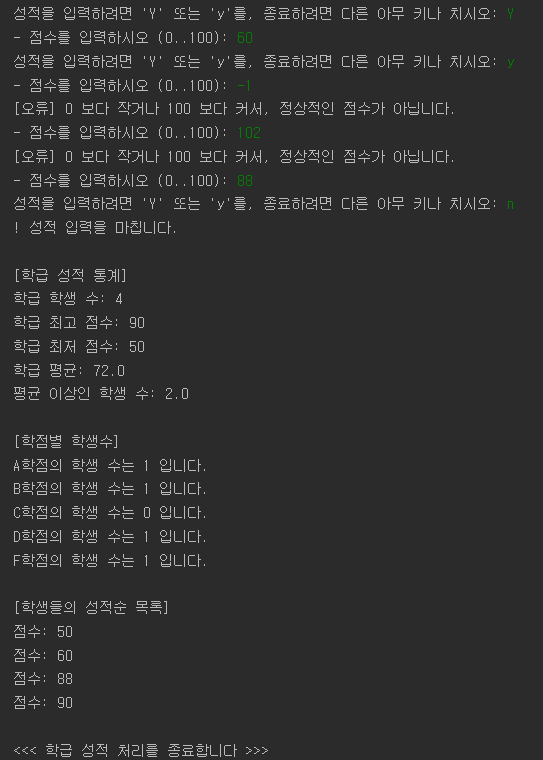 성적을 입력하려면 'Y' 또는 'y'를, 종료하려면 다른 아무 키나 치시오: Y
- 점수를 입력하시오 (0..100): 60
성적을 입력하려면 'Y' 또는 'y'를, 종료하려면 다른 아무 키나 치시오: y
- 점수를 입력하시오 (0..100): -1
[오류] 0 보다 작거나 100 보다 커서, 정상적인 점수가 아닙니다.
- 점수를 입력하시오 (0..100): 102
[오류] 0 보다 작거나 100 보다 커서, 정상적인 점수가 아닙니다.
- 점수를 입력하시오 (0..100): 88
성적을 입력하려면 'Y' 또는 'y'를, 종료하려면 다른 아무 키나 치시오: n
! 성적 입력을 마칩니다.
[학급 성적 통계]
학급 학생 수: 4
학급 최고 점수: 90
학급 최저 점수: 50
학급 평균: 72.0
평균 이상인 학생 수: 2.0
[학점별 학생수]
A학점의 학생 수는 1 입니다.
B학점의 학생 수는 1 입니다.
C학점의 학생 수는 0 입니다.
D학점의 학생 수는 1 입니다.
F학점의 학생 수는 1 입니다.
[학생들의 성적순 목록]
점수: 50
점수: 60
점수: 88
점수: 90
<<< 학급 성적 처리를 종료합니다 >>>